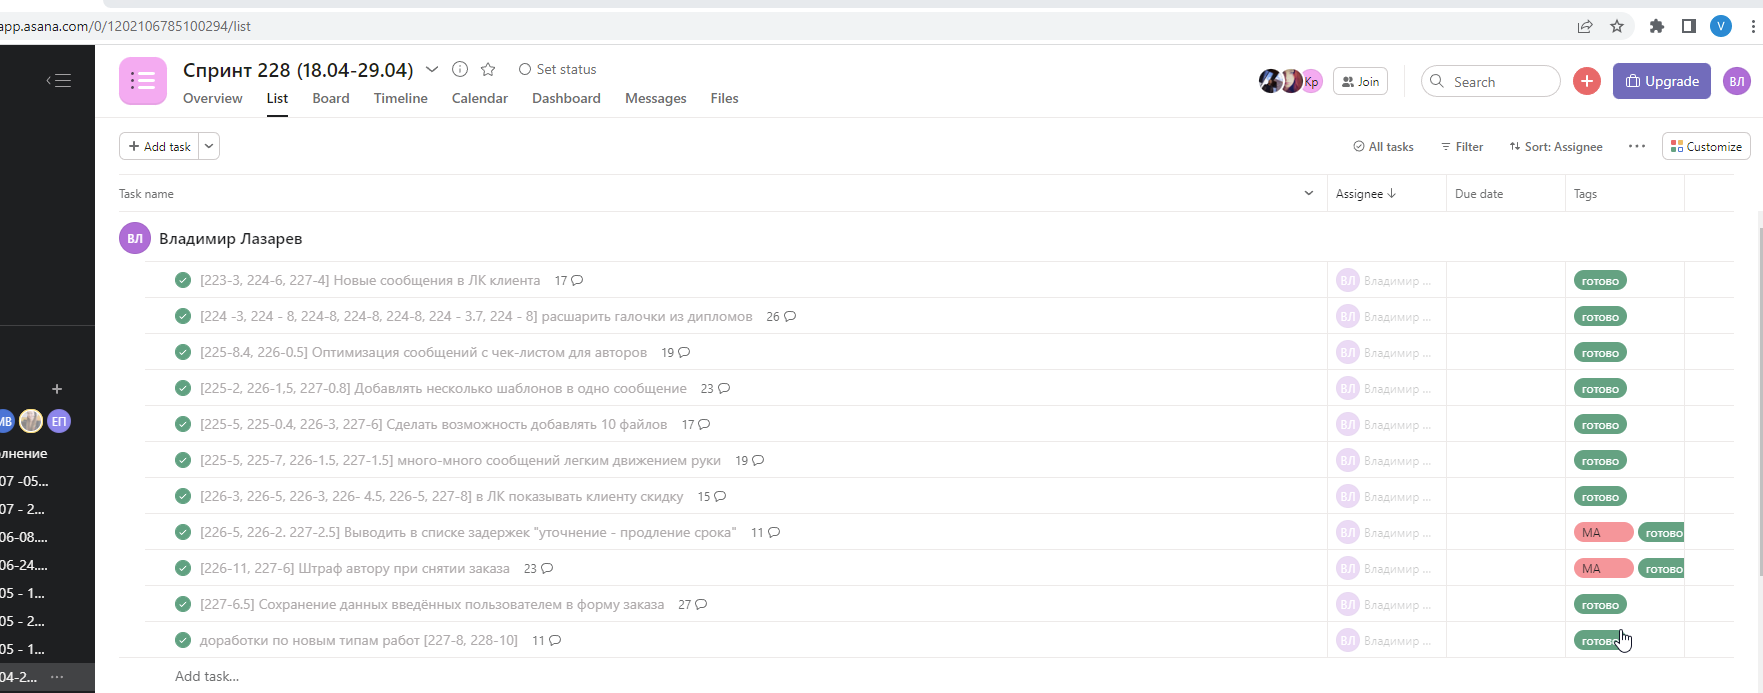 app.asana.com/0/1202106785100294/list
V
Спринт 228 (18.04-29.04) Set status
Overview List Board Timeline Calendar Dashboard Messages Files
Kp Join Search Upgrade ВЛ
Add task All tasks Filter Sort: Assignee Customize
Task name Assignee Due date Tags
ВЛ Владимир Лазарев
[223-3, 224-6, 227-4] Новые сообщения в ЛК клиента 17 ВЛ Владимир ... готово
[224 -3, 224 - 8, 224-8, 224-8, 224-8, 224 - 3.7, 224 - 8] расшарить галочки из дипломов 26 ВЛ Владимир ... готово
[225-8.4, 226-0.5] Оптимизация сообщений с чек-листом для авторов 19 ВЛ Владимир ... готово
[225-2, 226-1,5, 227-0.8] Добавлять несколько шаблонов в одно сообщение 23 ВЛ Владимир ... готово
[225-5, 225-0.4, 226-3, 227-6] Сделать возможность добавлять 10 файлов 17 ВЛ Владимир ... готово
[225-5, 225-7, 226-1.5, 227-1.5] много-много сообщений легким движением руки 19 ВЛ Владимир ... готово
[226-3, 226-5, 226-3, 226- 4.5, 226-5, 227-8] в ЛК показывать клиенту скидку 15 ВЛ Владимир ... готово
[226-5, 226-2. 227-2.5] Выводить в списке задержек "уточнение - продление срока" 11 ВЛ Владимир ... МА готово
[226-11, 227-6] Штраф автору при снятии заказа 23 ВЛ Владимир ... МА готово
[227-6.5] Сохранение данных введённых пользователем в форму заказа 27 ВЛ Владимир ... готово
доработки по новым типам работ [227-8, 228-10] 11 ВЛ Владимир ... готово
Add task...
МВ ЕП
олнение
07 -05...
07 - 2...
06-08....
06-24....
05 - 1...
05 - 2...
05 - 1...
04-2... ...